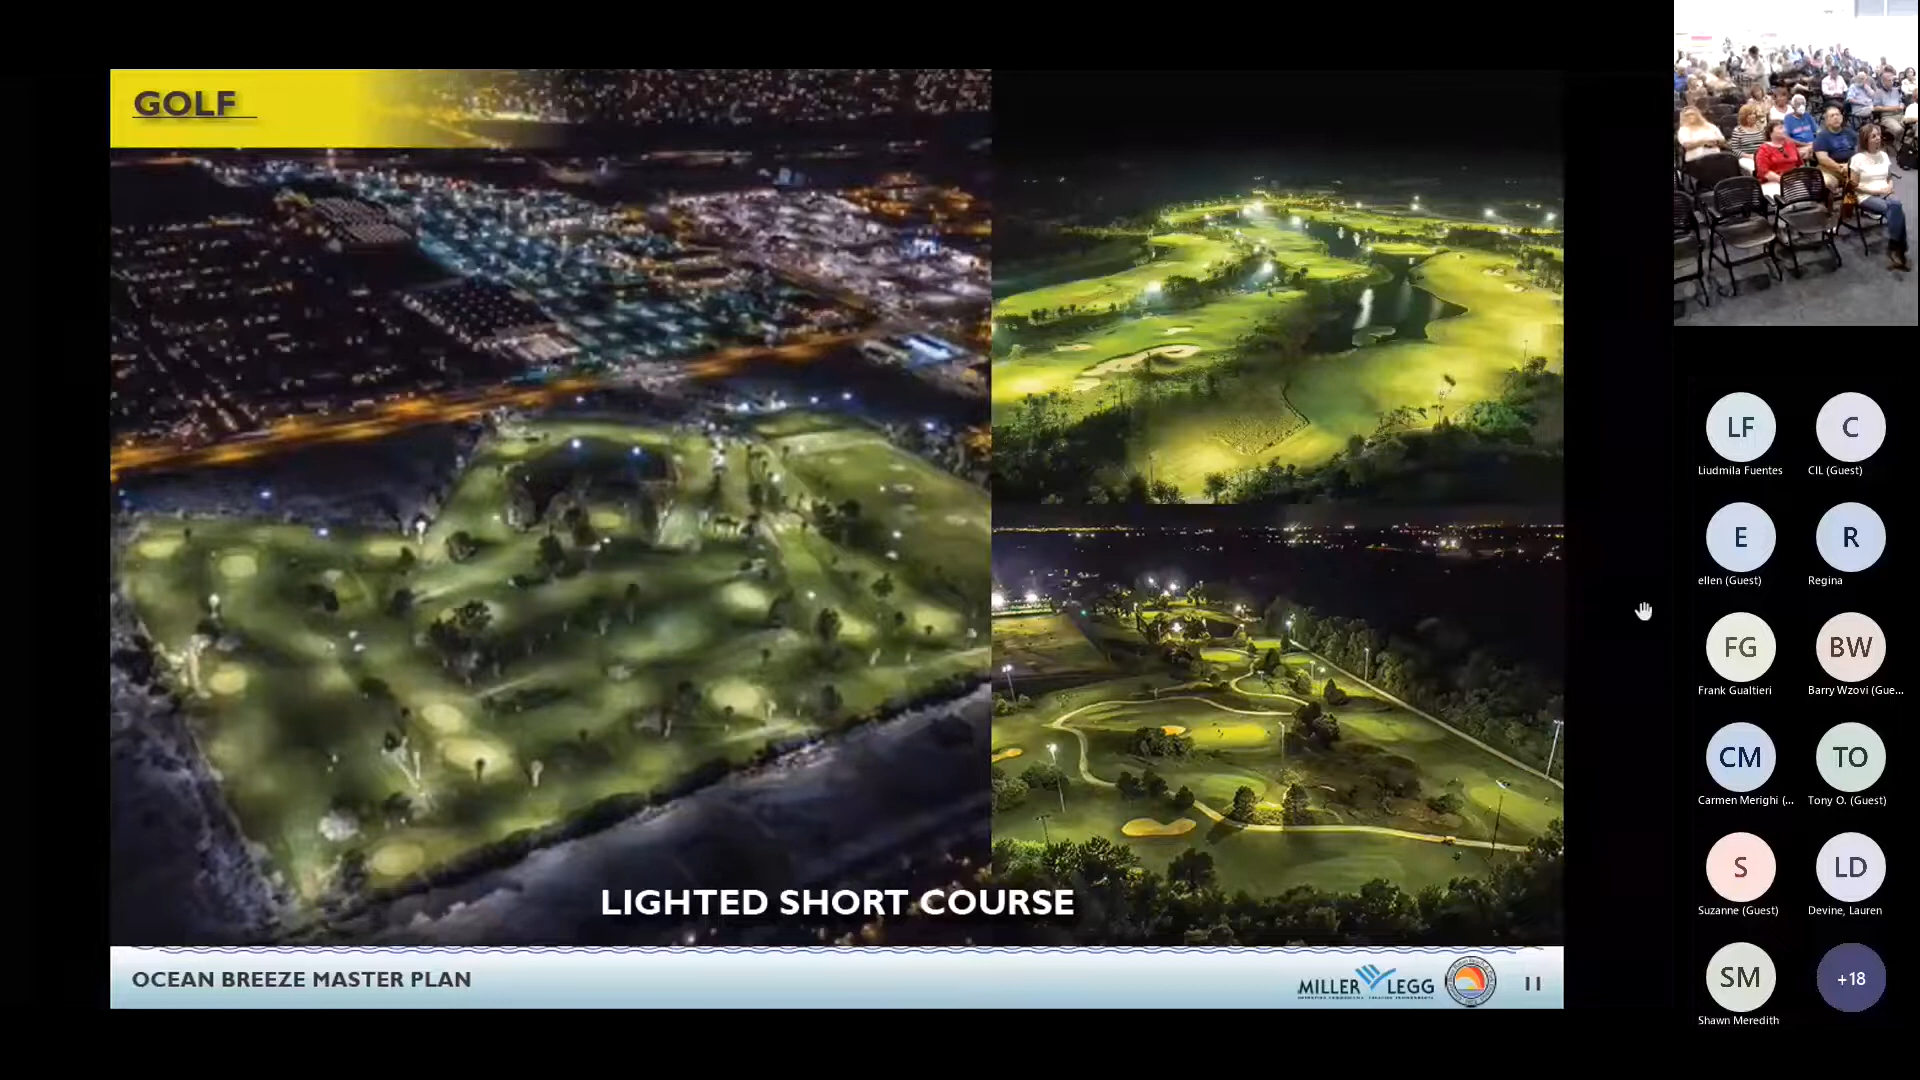 GOLF
LIGHTED SHORT COURSE
OCEAN BREEZE MASTER PLAN
MILLER LEGG
11
LF
Liudmila Fuentes
C
CIL (Guest)
E
ellen (Guest)
R
Regina
FG
Frank Gualtieri
BW
Barry Wzovi (Gue...
CM
Carmen Merighi (...
TO
Tony O. (Guest)
S
Suzanne (Guest)
LD
Devine, Lauren
SM
Shawn Meredith
+18